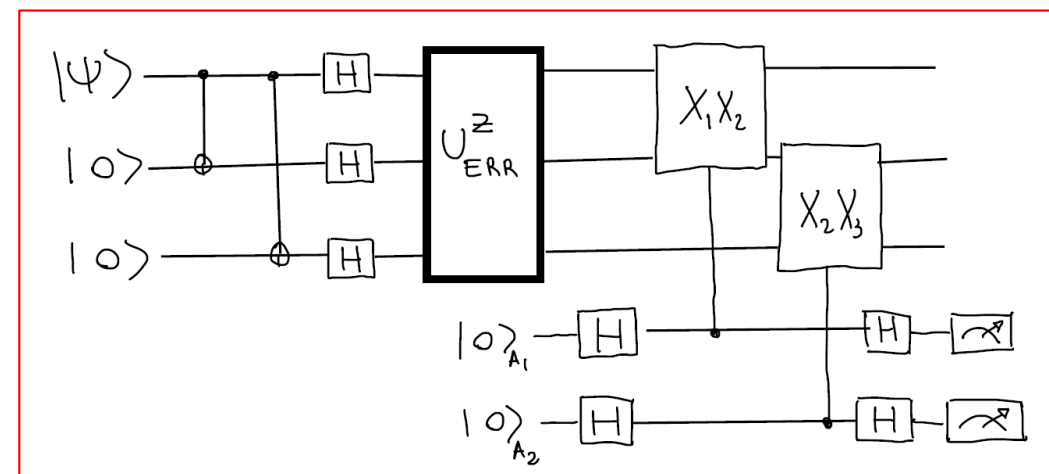 |Ψ⟩ H
U^Z_ERR
X₁X₂
|0⟩ H
X₂X₃
|0⟩ H
|0⟩_A₁ H H
|0⟩_A₂ H H